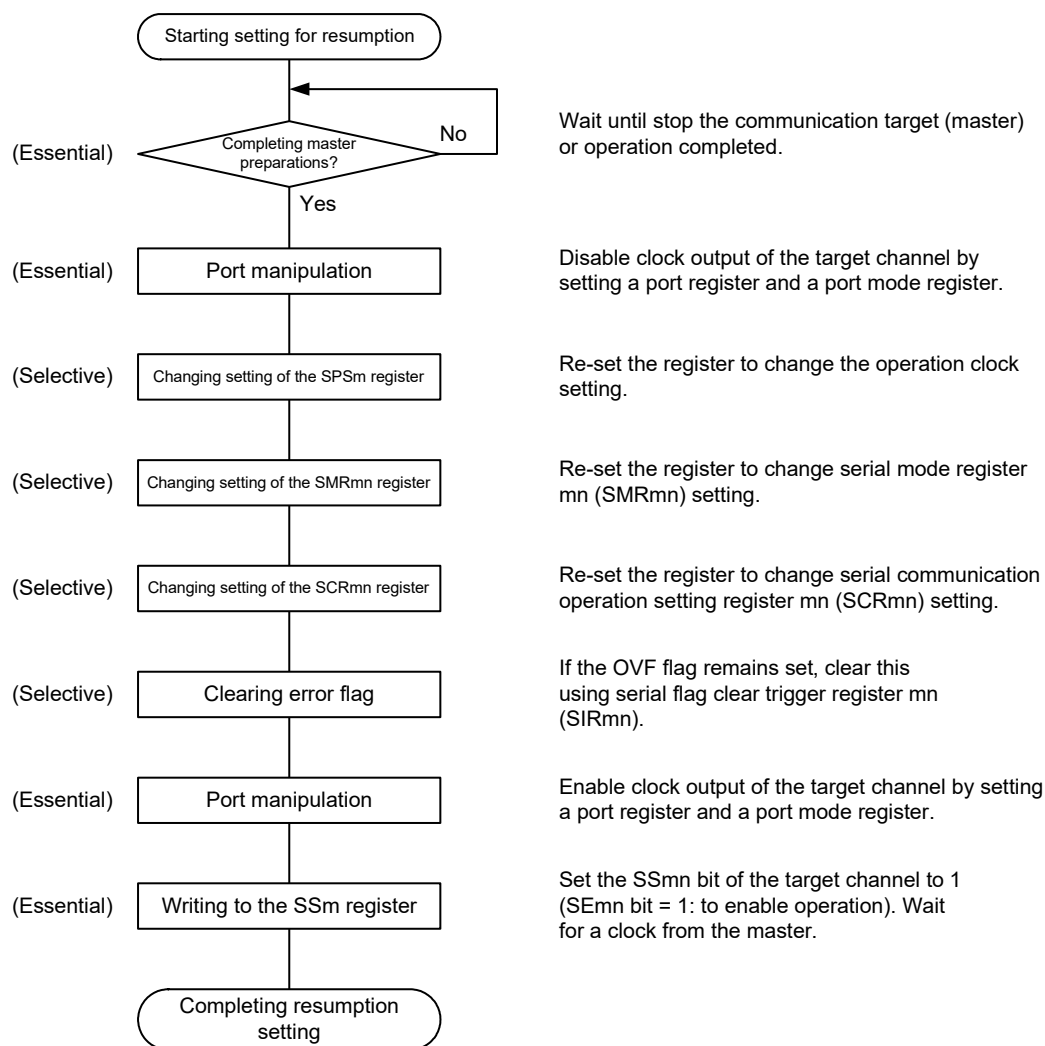 Starting setting for resumption
(Essential)
Completing master
preparations?
No
Yes
Wait until stop the communication target (master)
or operation completed.
(Essential)
Port manipulation
Disable clock output of the target channel by
setting a port register and a port mode register.
(Selective)
Changing setting of the SPSm register
Re-set the register to change the operation clock
setting.
(Selective)
Changing setting of the SMRmn register
Re-set the register to change serial mode register
mn (SMRmn) setting.
(Selective)
Changing setting of the SCRmn register
Re-set the register to change serial communication
operation setting register mn (SCRmn) setting.
(Selective)
Clearing error flag
If the OVF flag remains set, clear this
using serial flag clear trigger register mn
(SIRmn).
(Essential)
Port manipulation
Enable clock output of the target channel by setting
a port register and a port mode register.
(Essential)
Writing to the SSm register
Set the SSmn bit of the target channel to 1
(SEmn bit = 1: to enable operation). Wait
for a clock from the master.
Completing resumption
setting